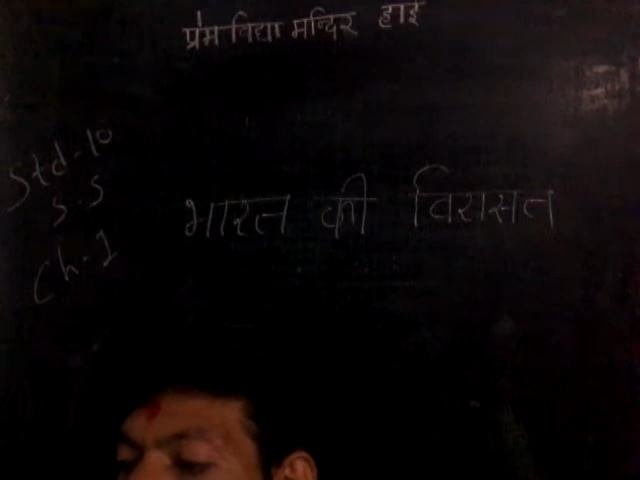 प्रेम विद्या मन्दिर हाई
Std-10
S.S
Ch-1
भारत की विरासत